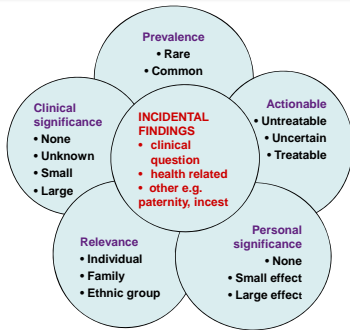 Prevalence
• Rare
• Common
Clinical
significance
• None
• Unknown
• Small
• Large
INCIDENTAL
FINDINGS
• clinical
question
• health related
• other e.g.
paternity, incest
Actionable
• Untreatable
• Uncertain
• Treatable
Relevance
• Individual
• Family
• Ethnic group
Personal
significance
• None
• Small effect
• Large effect